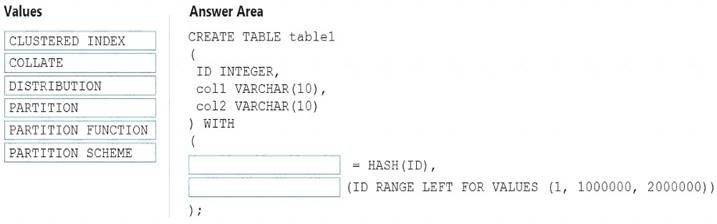 Values
CLUSTERED INDEX
COLLATE
DISTRIBUTION
PARTITION
PARTITION FUNCTION
PARTITION SCHEME
Answer Area
CREATE TABLE table1
(
ID INTEGER,
col1 VARCHAR(10),
col2 VARCHAR(10)
) WITH
(
= HASH(ID),
(ID RANGE LEFT FOR VALUES (1, 1000000, 2000000))
);